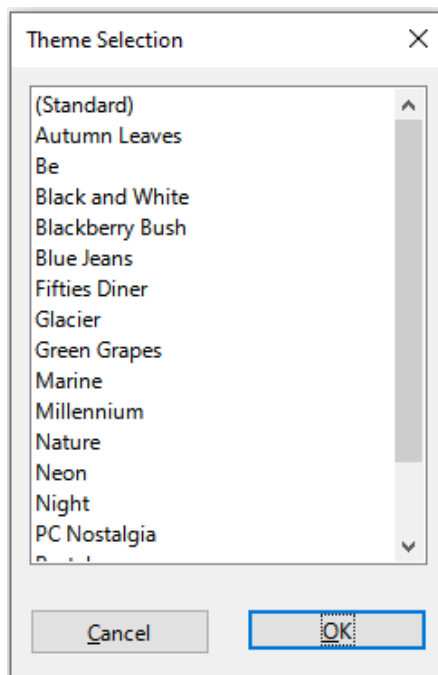 Theme Selection
(Standard)
Autumn Leaves
Be
Black and White
Blackberry Bush
Blue Jeans
Fifties Diner
Glacier
Green Grapes
Marine
Millennium
Nature
Neon
Night
PC Nostalgia
Cancel
OK